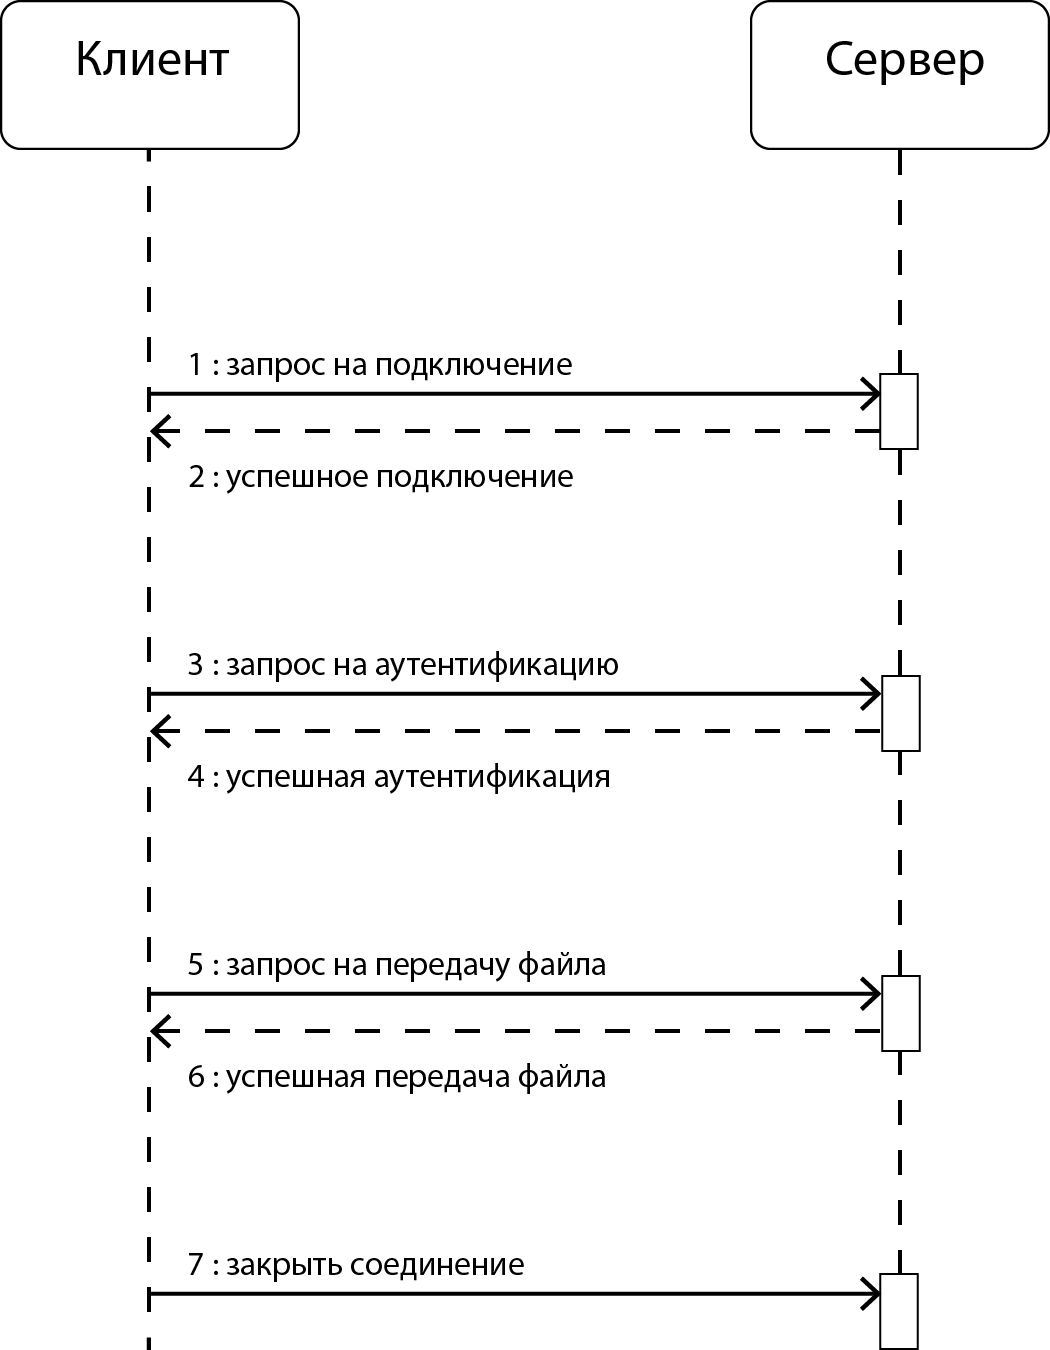 Клиент
Сервер
1 : запрос на подключение
2 : успешное подключение
3 : запрос на аутентификацию
4 : успешная аутентификация
5 : запрос на передачу файла
6 : успешная передача файла
7 : закрыть соединение